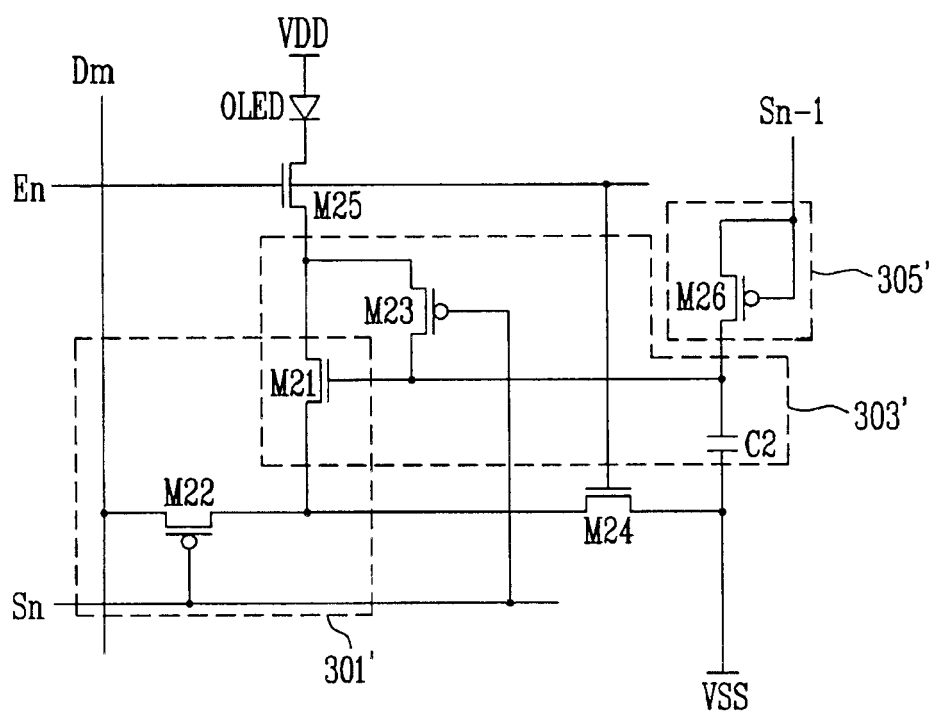 VDD
Dm
OLED
Sn-1
En
M25
M26
305'
M23
M21
303'
C2
M22
M24
Sn
301'
VSS